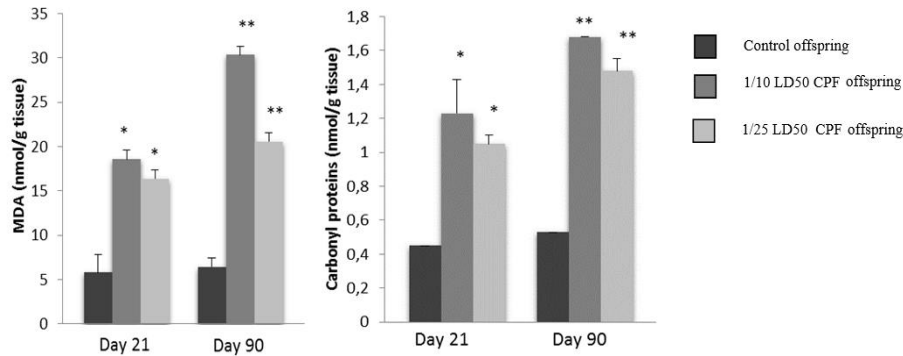 MDA (nmol/g tissue)
35
30
25
20
15
10
5
0
*
*
**
**
Day 21
Day 90
Carbonyl proteins (nmol/g tissue)
1,8
1,6
1,4
1,2
1
0,8
0,6
0,4
0,2
0
*
*
**
**
Day 21
Day 90
Control offspring
1/10 LD50 CPF offspring
1/25 LD50 CPF offspring